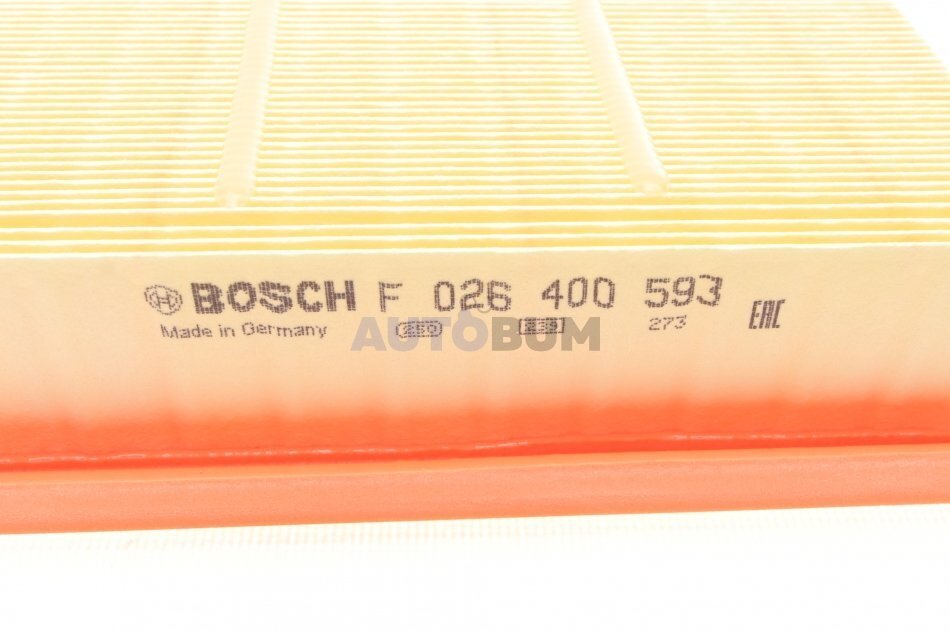 BOSCH F 026 400 593
Made in Germany 273 EAC
AUTOBUM